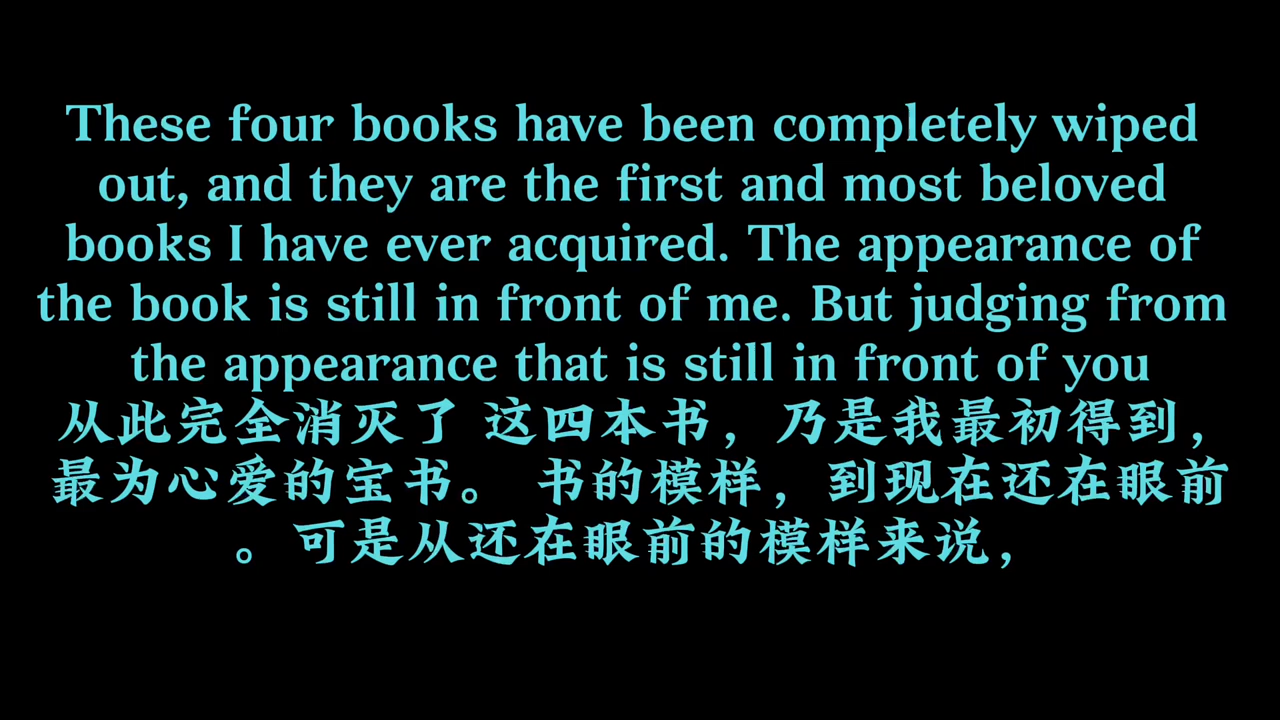 These four books have been completely wiped
out, and they are the first and most beloved
books I have ever acquired. The appearance of
the book is still in front of me. But judging from
the appearance that is still in front of you
从此完全消灭了 这四本书，乃是我最初得到，
最为心爱的宝书。 书的模样，到现在还在眼前
。可是从还在眼前的模样来说，